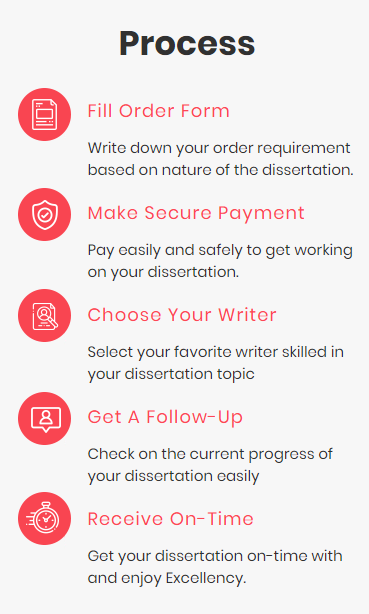 Process
Fill Order Form
Write down your order requirement
based on nature of the dissertation.
Make Secure Payment
Pay easily and safely to get working
on your dissertation.
Choose Your Writer
Select your favorite writer skilled in
your dissertation topic
Get A Follow-Up
Check on the current progress of
your dissertation easily
Receive On-Time
Get your dissertation on-time with
and enjoy Excellency.